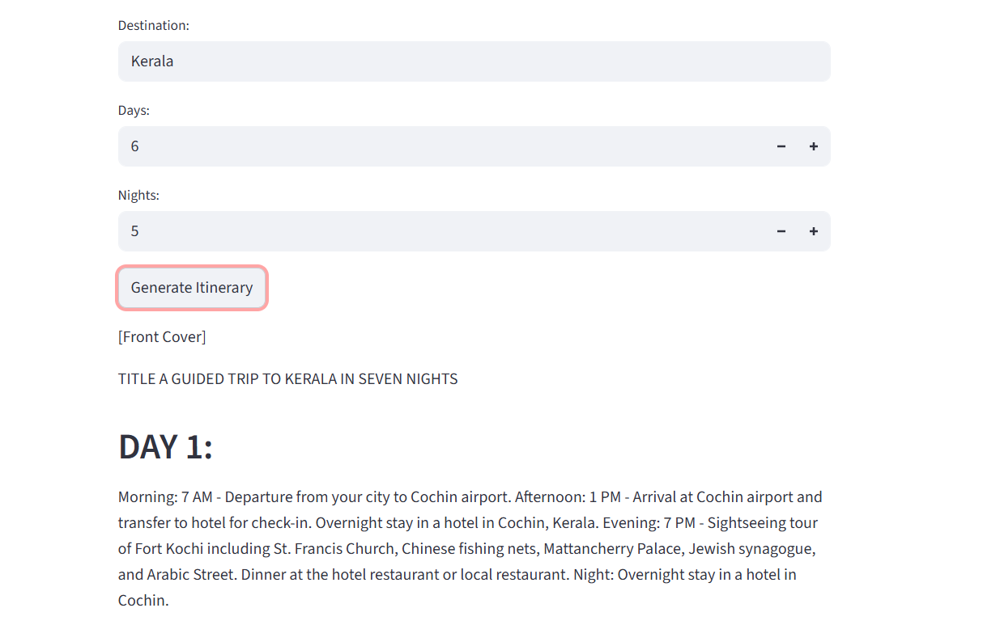 Destination:
Kerala
Days:
6
Nights:
5
Generate Itinerary
[Front Cover]
TITLE A GUIDED TRIP TO KERALA IN SEVEN NIGHTS
DAY 1:
Morning: 7 AM - Departure from your city to Cochin airport. Afternoon: 1 PM - Arrival at Cochin airport and
transfer to hotel for check-in. Overnight stay in a hotel in Cochin, Kerala. Evening: 7 PM - Sightseeing tour
of Fort Kochi including St. Francis Church, Chinese fishing nets, Mattancherry Palace, Jewish synagogue,
and Arabic Street. Dinner at the hotel restaurant or local restaurant. Night: Overnight stay in a hotel in
Cochin.